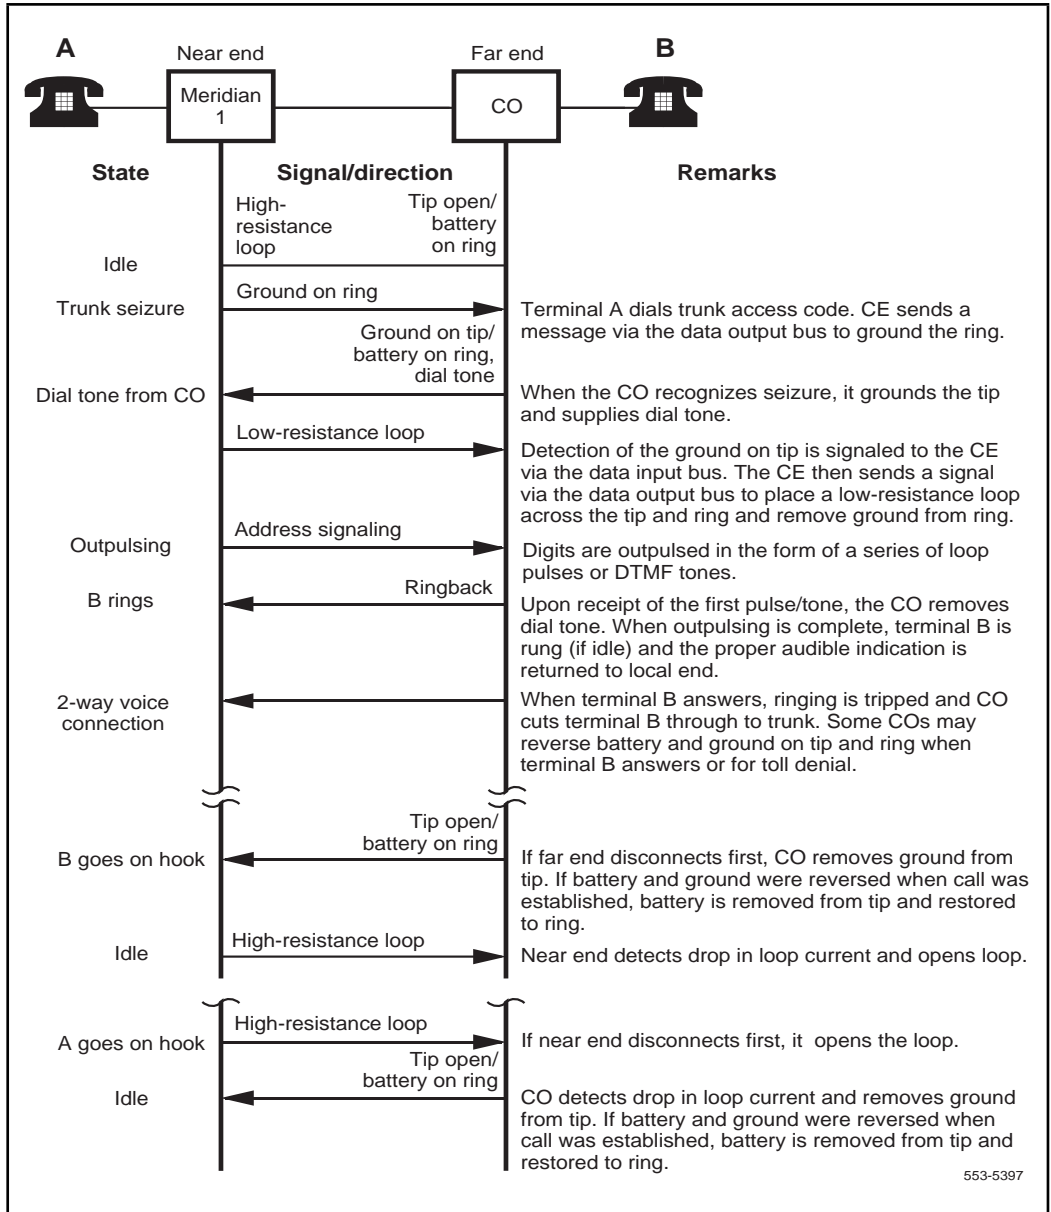 A
Near end
Far end
B
Meridian
1
CO
State
Signal/direction
Remarks
High-
resistance
loop
Tip open/
battery
on ring
Idle
Trunk seizure
Ground on ring
Terminal A dials trunk access code. CE sends a
message via the data output bus to ground the ring.
Ground on tip/
battery on ring,
dial tone
Dial tone from CO
When the CO recognizes seizure, it grounds the tip
and supplies dial tone.
Low-resistance loop
Detection of the ground on tip is signaled to the CE
via the data input bus. The CE then sends a signal
via the data output bus to place a low-resistance loop
across the tip and ring and remove ground from ring.
Outpulsing
Address signaling
Digits are outpulsed in the form of a series of loop
pulses or DTMF tones.
B rings
Ringback
Upon receipt of the first pulse/tone, the CO removes
dial tone. When outpulsing is complete, terminal B is
rung (if idle) and the proper audible indication is
returned to local end.
2-way voice
connection
When terminal B answers, ringing is tripped and CO
cuts terminal B through to trunk. Some COs may
reverse battery and ground on tip and ring when
terminal B answers or for toll denial.
Tip open/
battery on ring
B goes on hook
If far end disconnects first, CO removes ground from
tip. If battery and ground were reversed when call was
established, battery is removed from tip and restored
to ring.
Idle
High-resistance loop
Near end detects drop in loop current and opens loop.
A goes on hook
High-resistance loop
If near end disconnects first, it opens the loop.
Tip open/
battery on ring
Idle
CO detects drop in loop current and removes ground
from tip. If battery and ground were reversed when
call was established, battery is removed from tip and
restored to ring.
553-5397